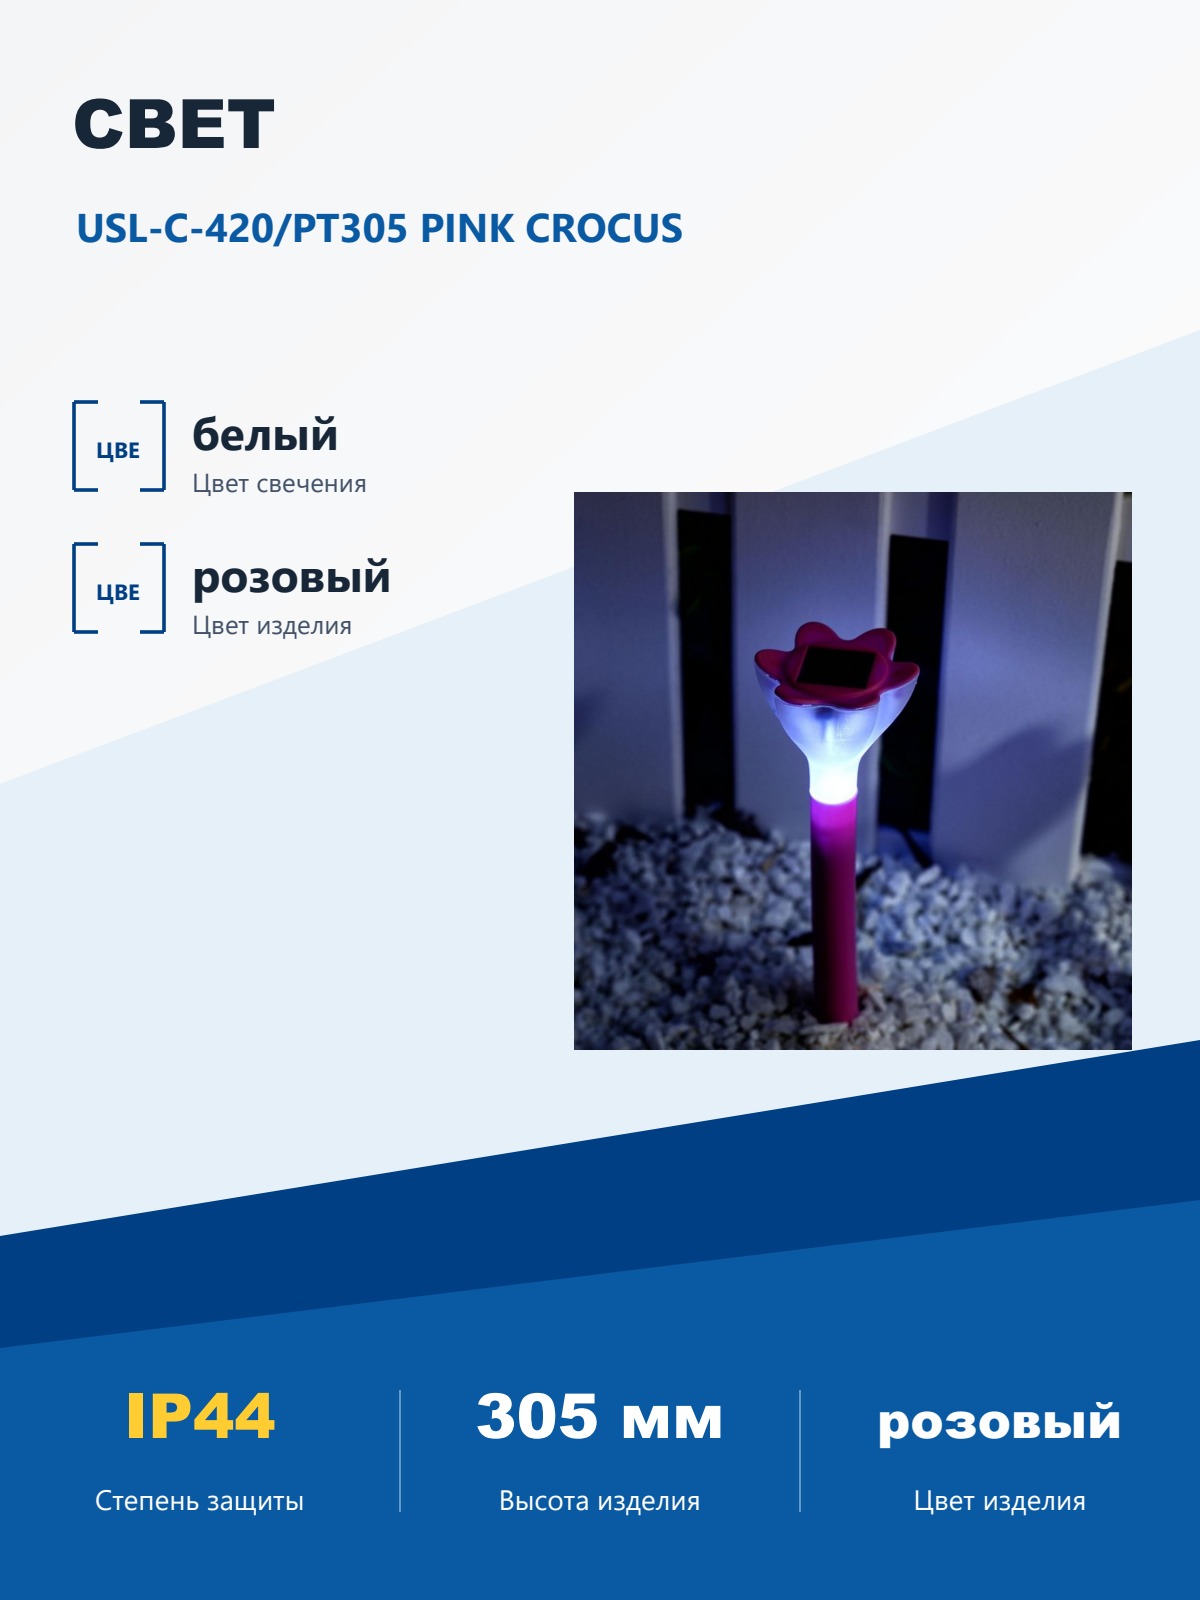 СВЕТ
USL-C-420/PT305 PINK CROCUS
ЦВЕ
белый
Цвет свечения
ЦВЕ
розовый
Цвет изделия
IP44
Степень защиты
305 мм
Высота изделия
розовый
Цвет изделия